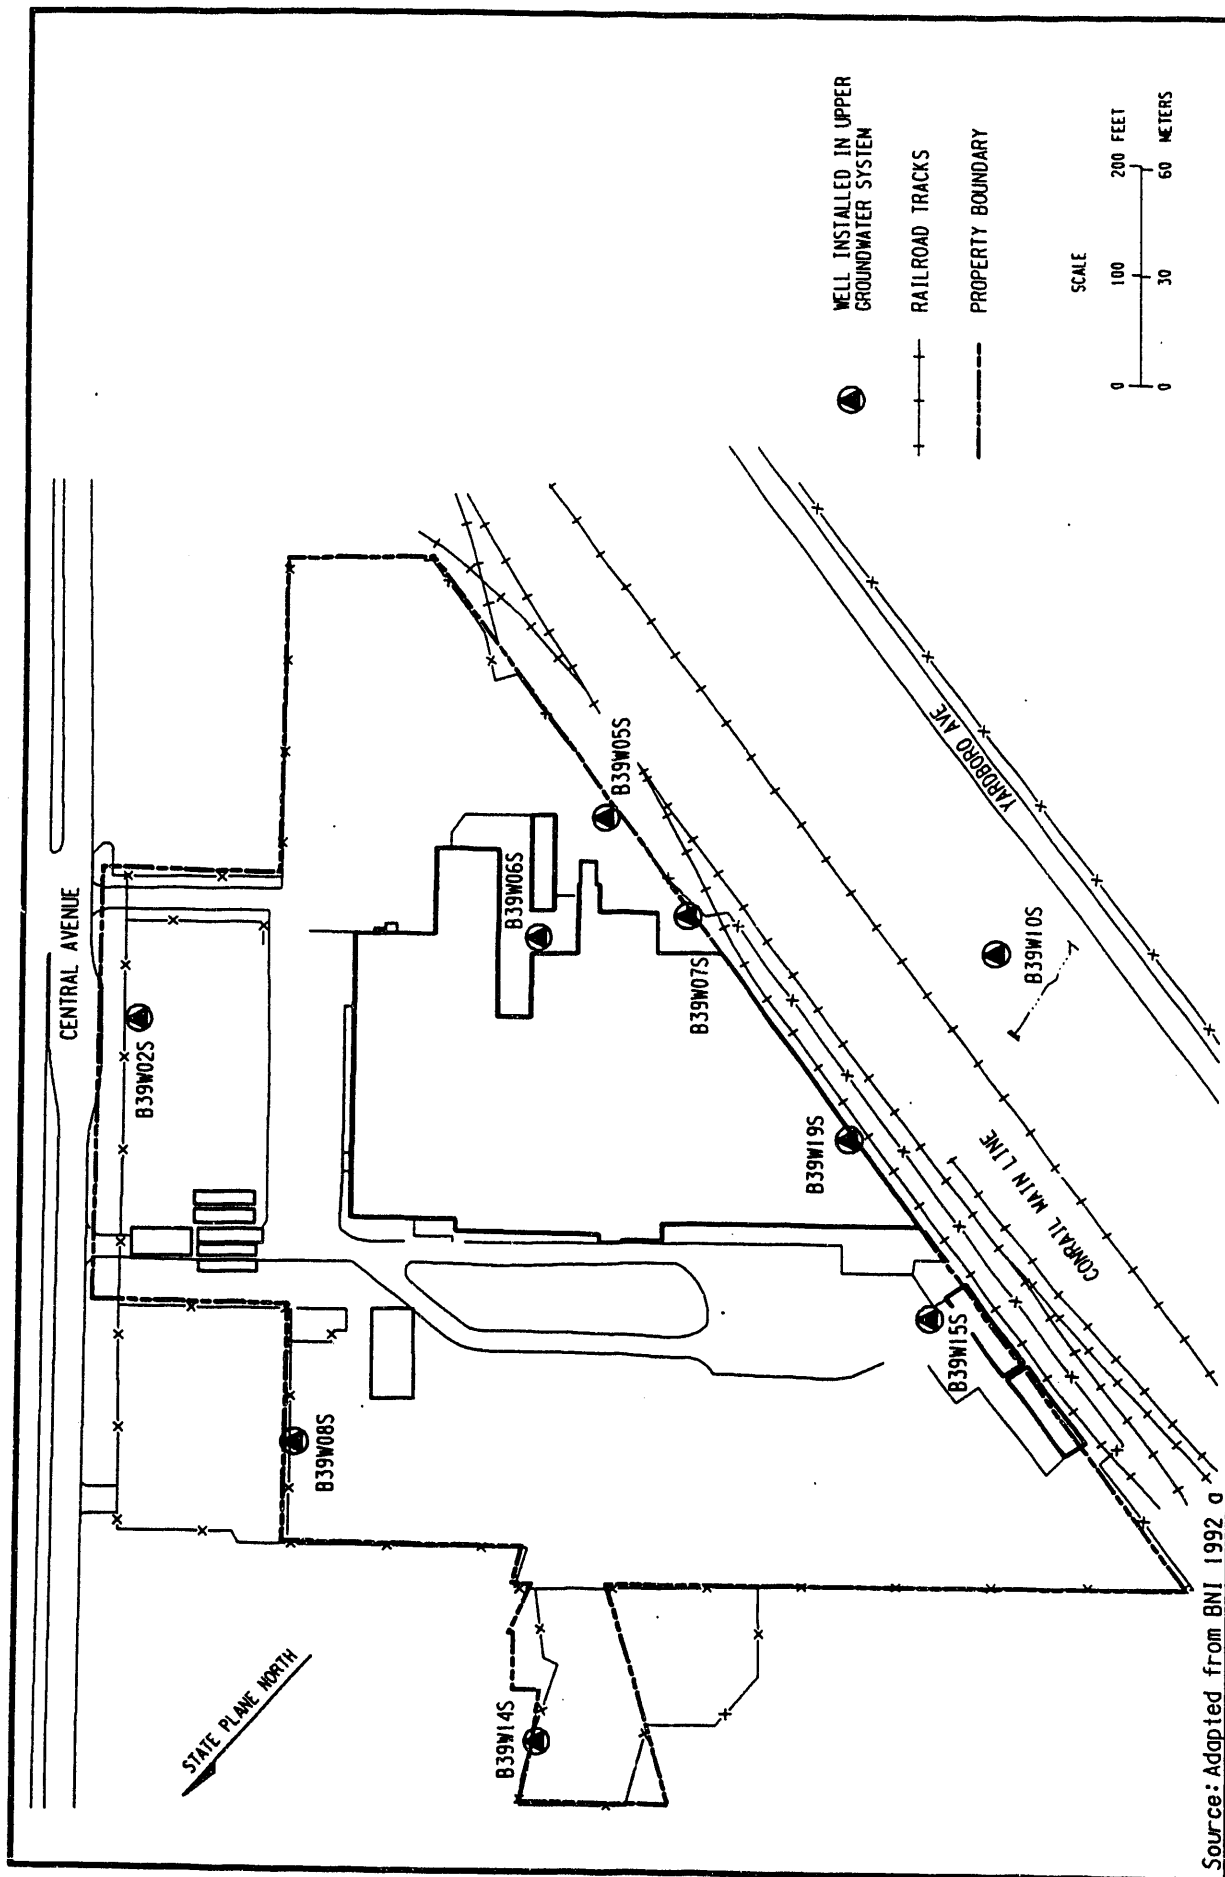 CENTRAL AVENUE
STATE PLANE NORTH
B39W02S
B39W08S
B39W14S
B39W06S
B39W05S
B39W07S
B39W19S
B39W15S
B39W10S
YARDBORO AVE
CONRAIL MAIN LINE
WELL INSTALLED IN UPPER
GROUNDWATER SYSTEM
RAILROAD TRACKS
PROPERTY BOUNDARY
SCALE
0 100 200 FEET
0 30 60 METERS
Source: Adapted from BNI 1992 a